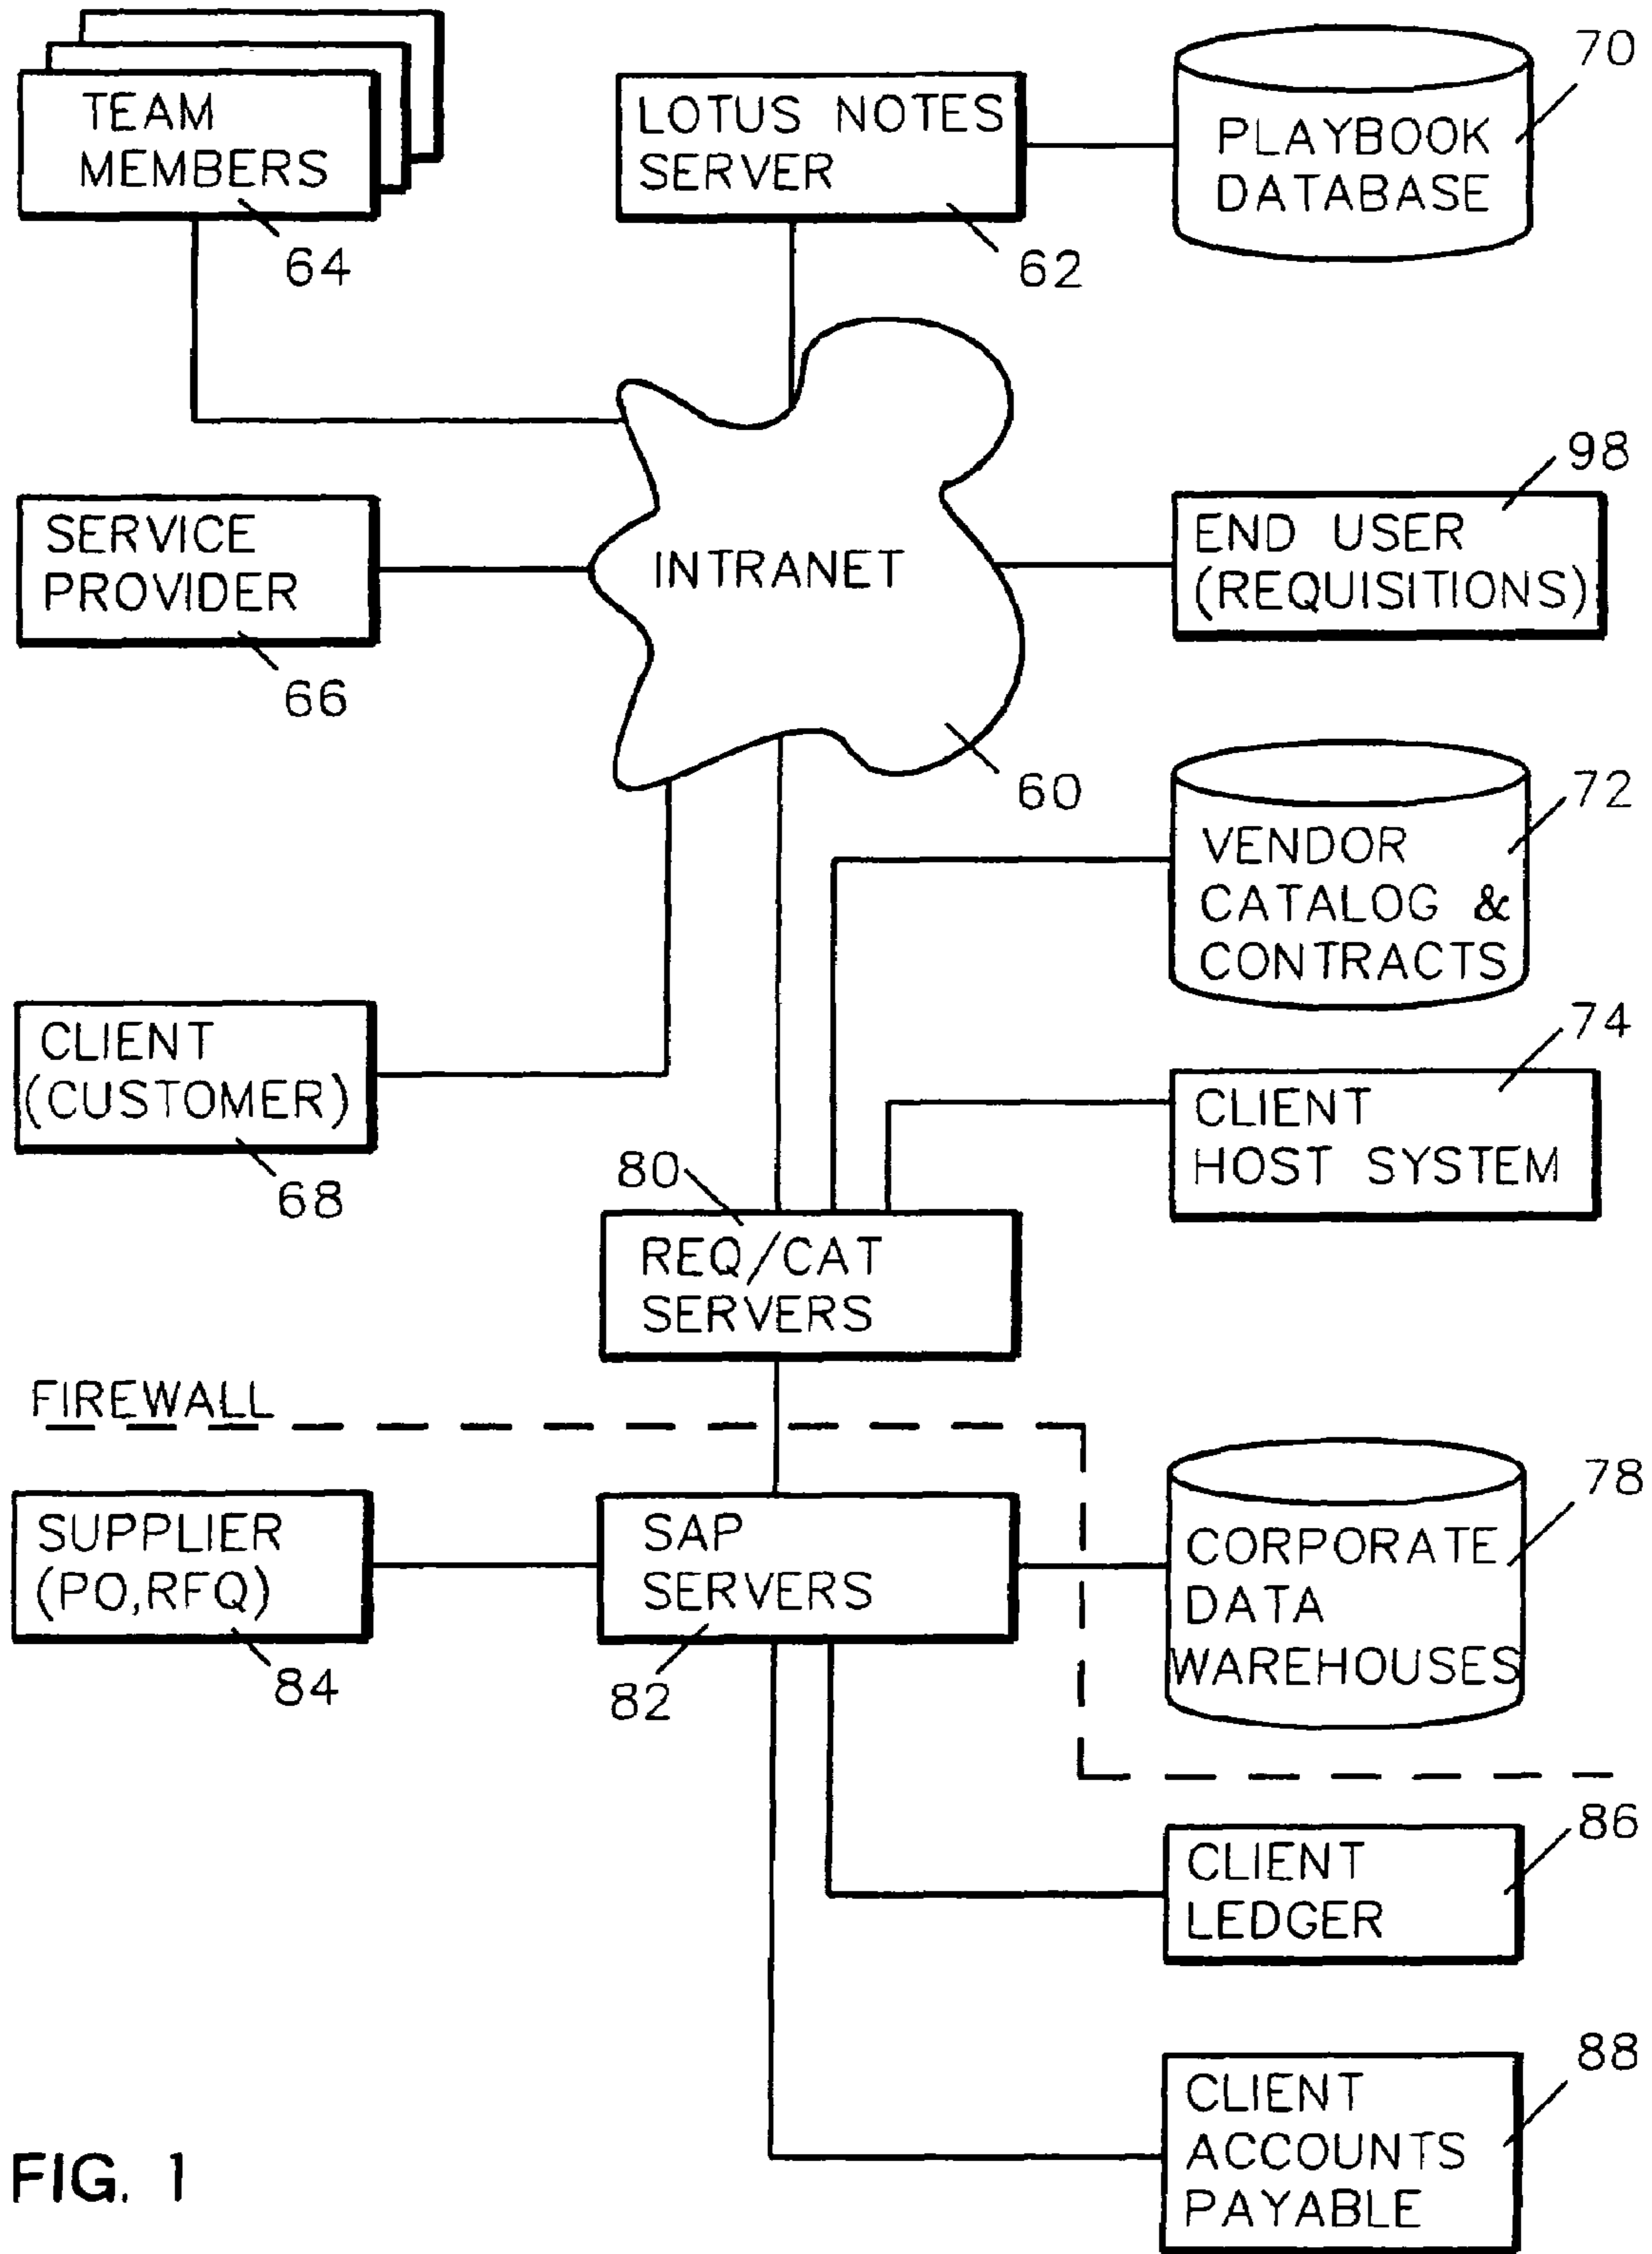 TEAM
MEMBERS
64
LOTUS NOTES
SERVER
62
70
PLAYBOOK
DATABASE
SERVICE
PROVIDER
66
INTRANET
60
98
END USER
(REQUISITIONS)
72
VENDOR
CATALOG &
CONTRACTS
CLIENT
(CUSTOMER)
68
74
CLIENT
HOST SYSTEM
80
REQ/CAT
SERVERS
FIREWALL
SUPPLIER
(PO,RFQ)
84
SAP
SERVERS
82
78
CORPORATE
DATA
WAREHOUSES
86
CLIENT
LEDGER
88
CLIENT
ACCOUNTS
PAYABLE
FIG. 1